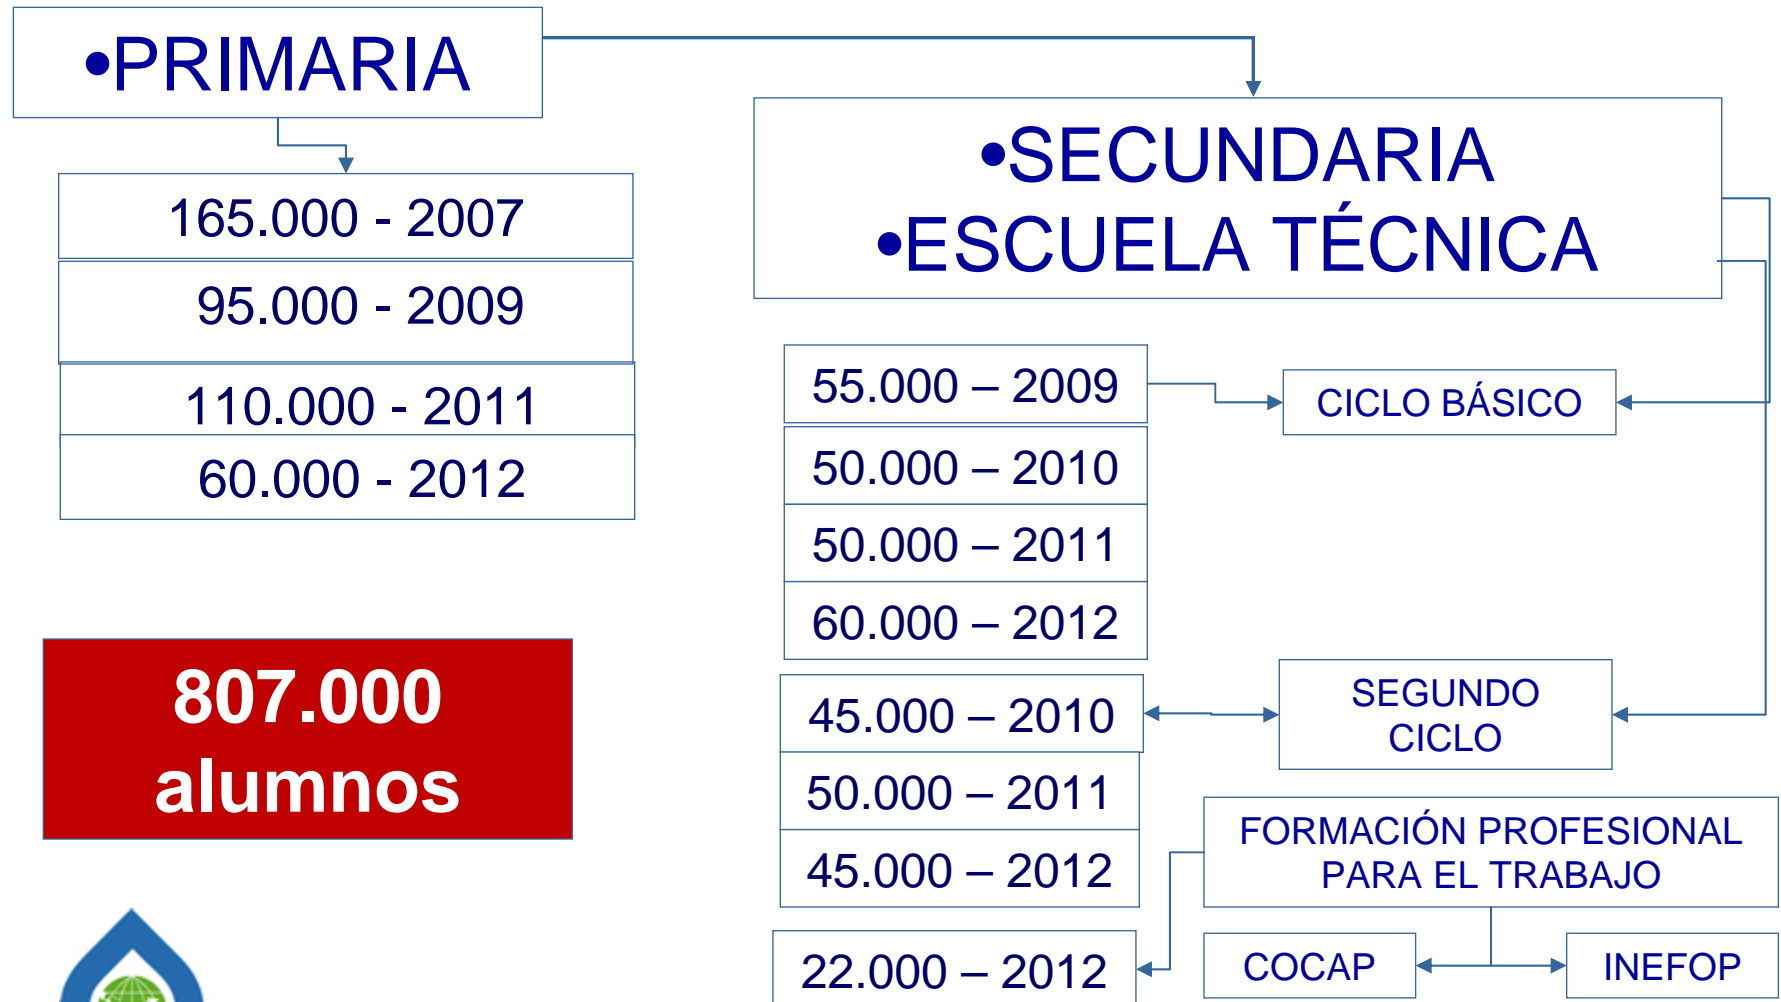 •PRIMARIA
165.000 - 2007
95.000 - 2009
110.000 - 2011
60.000 - 2012
807.000
alumnos
•SECUNDARIA
•ESCUELA TÉCNICA
55.000 – 2009
CICLO BÁSICO
50.000 – 2010
50.000 – 2011
60.000 – 2012
45.000 – 2010
SEGUNDO
CICLO
50.000 – 2011
45.000 – 2012
FORMACIÓN PROFESIONAL
PARA EL TRABAJO
22.000 – 2012
COCAP
INEFOP